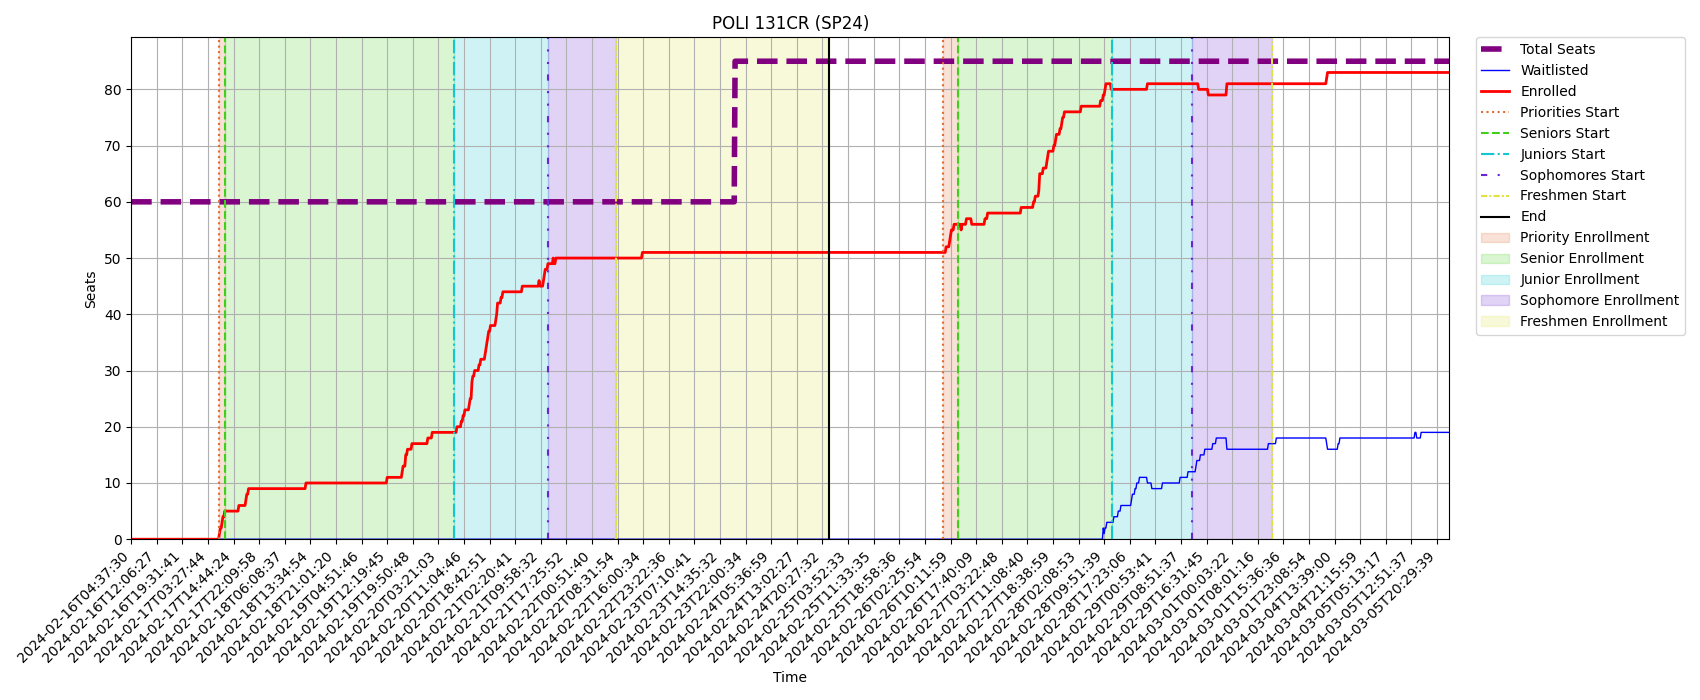 POLI 131CR (SP24)
Seats
80
70
60
50
40
30
20
10
0
2024-02-16T04:37:30
2024-02-16T12:06:27
2024-02-16T19:31:41
2024-02-17T03:27:44
2024-02-17T14:44:24
2024-02-17T22:09:58
2024-02-18T06:08:37
2024-02-18T13:34:54
2024-02-18T21:01:20
2024-02-19T04:51:46
2024-02-19T12:19:45
2024-02-19T19:50:48
2024-02-20T03:21:03
2024-02-20T11:04:46
2024-02-20T18:42:51
2024-02-21T02:20:41
2024-02-21T09:58:32
2024-02-21T17:25:52
2024-02-22T00:51:40
2024-02-22T08:31:54
2024-02-22T16:00:34
2024-02-22T23:22:36
2024-02-23T07:10:41
2024-02-23T14:35:32
2024-02-23T22:00:34
2024-02-24T05:36:59
2024-02-24T13:02:27
2024-02-24T20:27:32
2024-02-25T03:52:33
2024-02-25T11:33:35
2024-02-25T18:58:36
2024-02-26T02:25:54
2024-02-26T10:11:59
2024-02-26T17:40:09
2024-02-27T03:22:48
2024-02-27T11:08:40
2024-02-27T18:38:59
2024-02-28T02:08:53
2024-02-28T09:51:39
2024-02-28T17:23:06
2024-02-29T00:53:41
2024-02-29T08:51:37
2024-02-29T16:31:45
2024-03-01T00:03:22
2024-03-01T08:01:16
2024-03-01T15:36:36
2024-03-01T23:08:54
2024-03-04T13:39:00
2024-03-04T21:15:59
2024-03-05T05:13:17
2024-03-05T12:51:37
2024-03-05T20:29:39
Time
Total Seats
Waitlisted
Enrolled
Priorities Start
Seniors Start
Juniors Start
Sophomores Start
Freshmen Start
End
Priority Enrollment
Senior Enrollment
Junior Enrollment
Sophomore Enrollment
Freshmen Enrollment